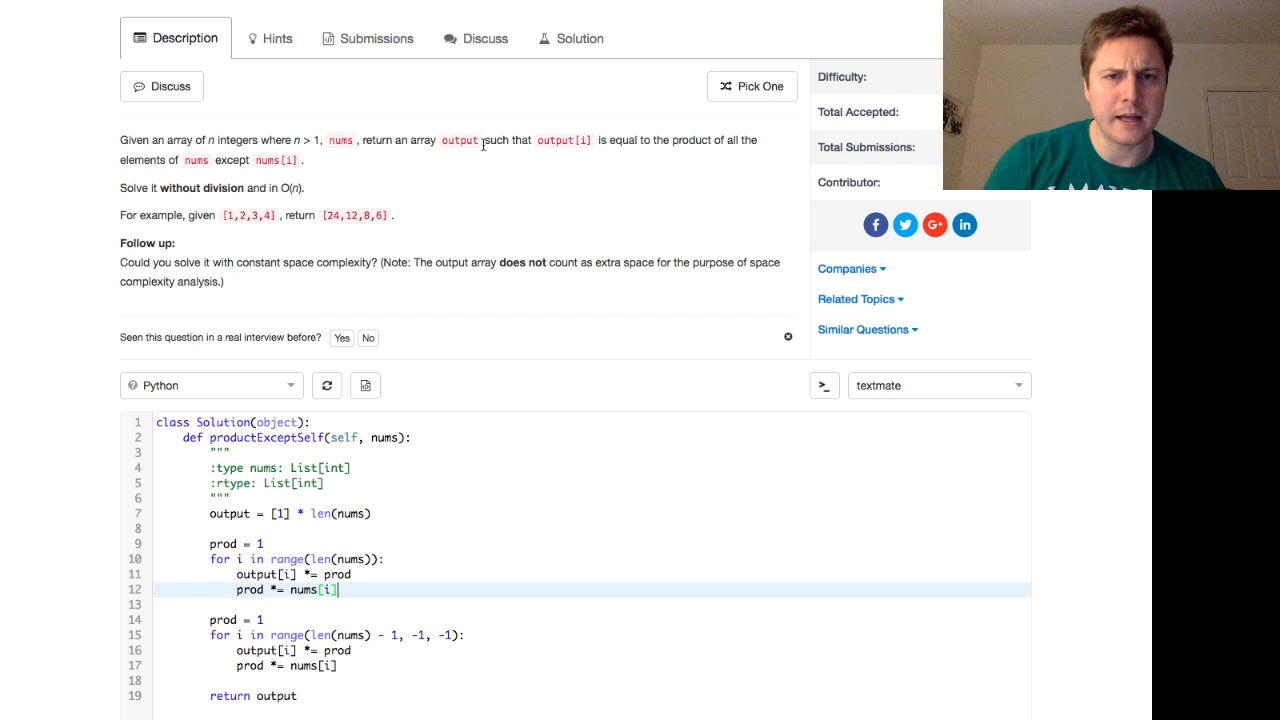 Description
Hints
Submissions
Discuss
Solution
Discuss
Pick One
Difficulty:
Total Accepted:
Total Submissions:
Contributor:
Given an array of n integers where n > 1, nums, return an array output such that output[i] is equal to the product of all the
elements of nums except nums[i].
Solve it without division and in O(n).
For example, given [1,2,3,4], return [24,12,8,6].
Follow up:
Could you solve it with constant space complexity? (Note: The output array does not count as extra space for the purpose of space
complexity analysis.)
f G+ in
Companies
Related Topics
Similar Questions
Seen this question in a real interview before? Yes No
? Python
>_ textmate
1 class Solution(object):
2 def productExceptSelf(self, nums):
3 """
4 :type nums: List[int]
5 :rtype: List[int]
6 """
7 output = [1] * len(nums)
8
9 prod = 1
10 for i in range(len(nums)):
11 output[i] *= prod
12 prod *= nums[i]
13
14 prod = 1
15 for i in range(len(nums) - 1, -1, -1):
16 output[i] *= prod
17 prod *= nums[i]
18
19 return output